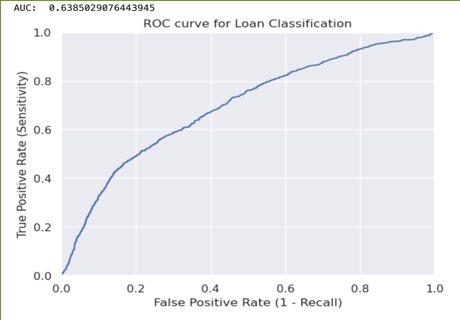 AUC: 0.6385029076443945
ROC curve for Loan Classification
True Positive Rate (Sensitivity)
1.0
0.8
0.6
0.4
0.2
0.0
0.0 0.2 0.4 0.6 0.8 1.0
False Positive Rate (1 - Recall)